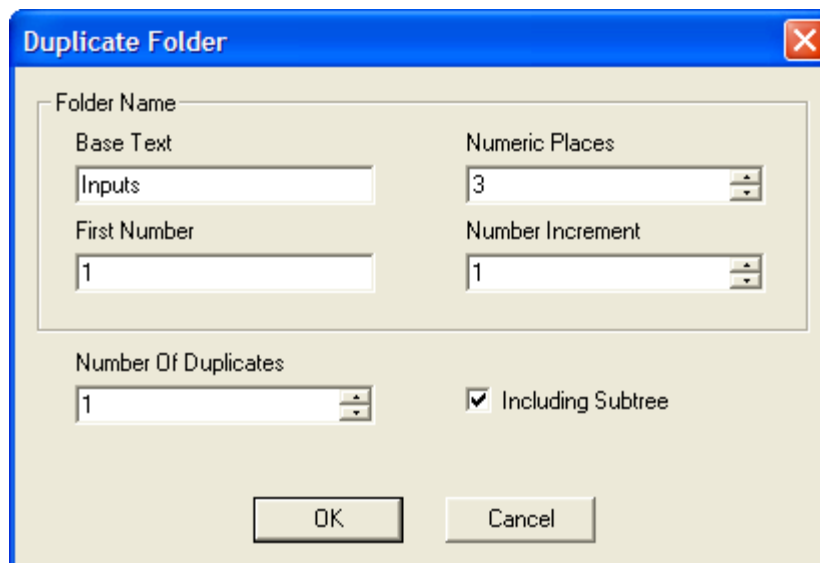 Duplicate Folder
Folder Name
Base Text
Numeric Places
Inputs
3
First Number
Number Increment
1
1
Number Of Duplicates
1
Including Subtree
OK
Cancel